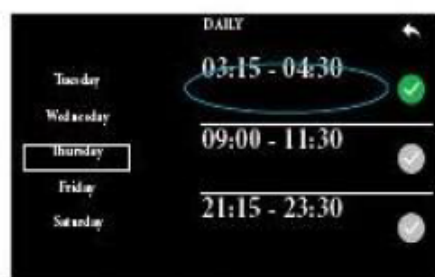 DAILY
Tuesday
Wednesday
Thursday
Friday
Saturday
03:15 - 04:30
09:00 - 11:30
21:15 - 23:30